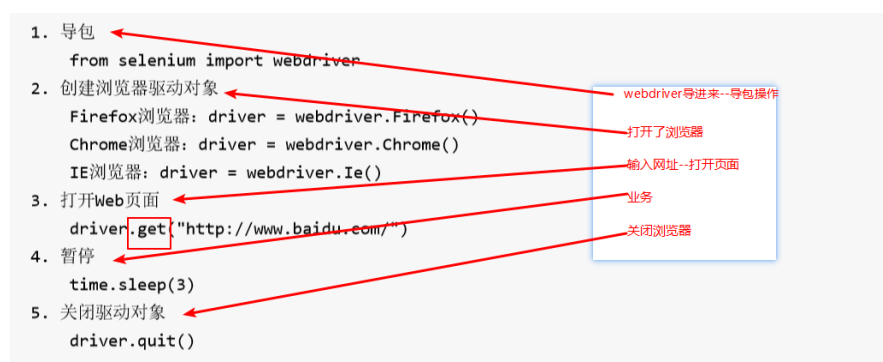 1. 导包
from selenium import webdriver
2. 创建浏览器驱动对象
Firefox浏览器：driver = webdriver.Firefox()
Chrome浏览器：driver = webdriver.Chrome()
IE浏览器：driver = webdriver.Ie()
3. 打开Web页面
driver.get("http://www.baidu.com/")
4. 暂停
time.sleep(3)
5. 关闭驱动对象
driver.quit()
webdriver导进来--导包操作
打开了浏览器
输入网址--打开页面
业务
关闭浏览器